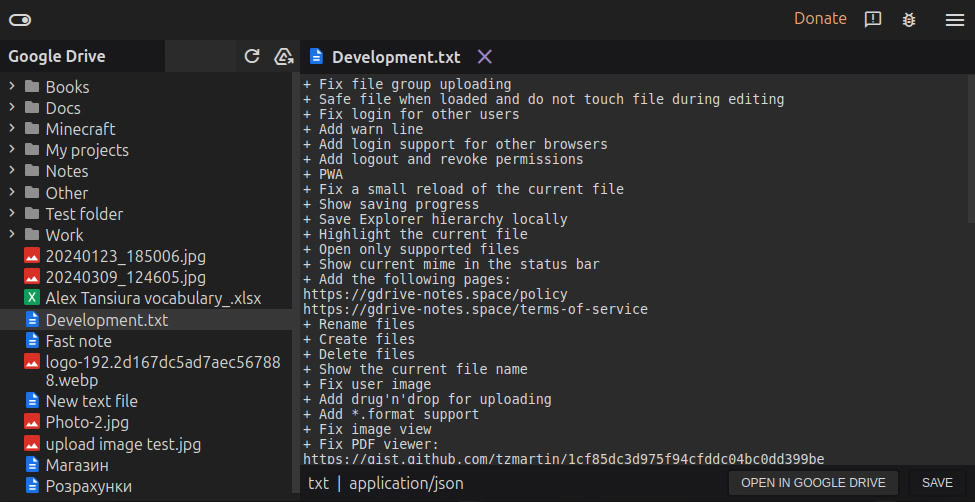 Donate
Google Drive
Development.txt
Books
Docs
Minecraft
My projects
Notes
Other
Test folder
Work
20240123_185006.jpg
20240309_124605.jpg
Alex Tansiura vocabulary_.xlsx
Development.txt
Fast note
logo-192.2d167dc5ad7aec56788
8.webp
New text file
Photo-2.jpg
upload image test.jpg
Магазин
Розрахунки
+ Fix file group uploading
+ Safe file when loaded and do not touch file during editing
+ Fix login for other users
+ Add warn line
+ Add login support for other browsers
+ Add logout and revoke permissions
+ PWA
+ Fix a small reload of the current file
+ Show saving progress
+ Save Explorer hierarchy locally
+ Highlight the current file
+ Open only supported files
+ Show current mime in the status bar
+ Add the following pages:
https://gdrive-notes.space/policy
https://gdrive-notes.space/terms-of-service
+ Rename files
+ Create files
+ Delete files
+ Show the current file name
+ Fix user image
+ Add drug'n'drop for uploading
+ Add *.format support
+ Fix image view
+ Fix PDF viewer:
https://gist.github.com/tzmartin/1cf85dc3d975f94cfddc04bc0dd399be
txt | application/json
OPEN IN GOOGLE DRIVE
SAVE